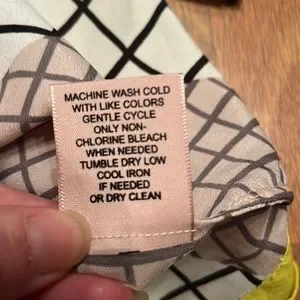 MACHINE WASH COLD
WITH LIKE COLORS
GENTLE CYCLE
ONLY NON-
CHLORINE BLEACH
WHEN NEEDED
TUMBLE DRY LOW
COOL IRON
IF NEEDED
OR DRY CLEAN